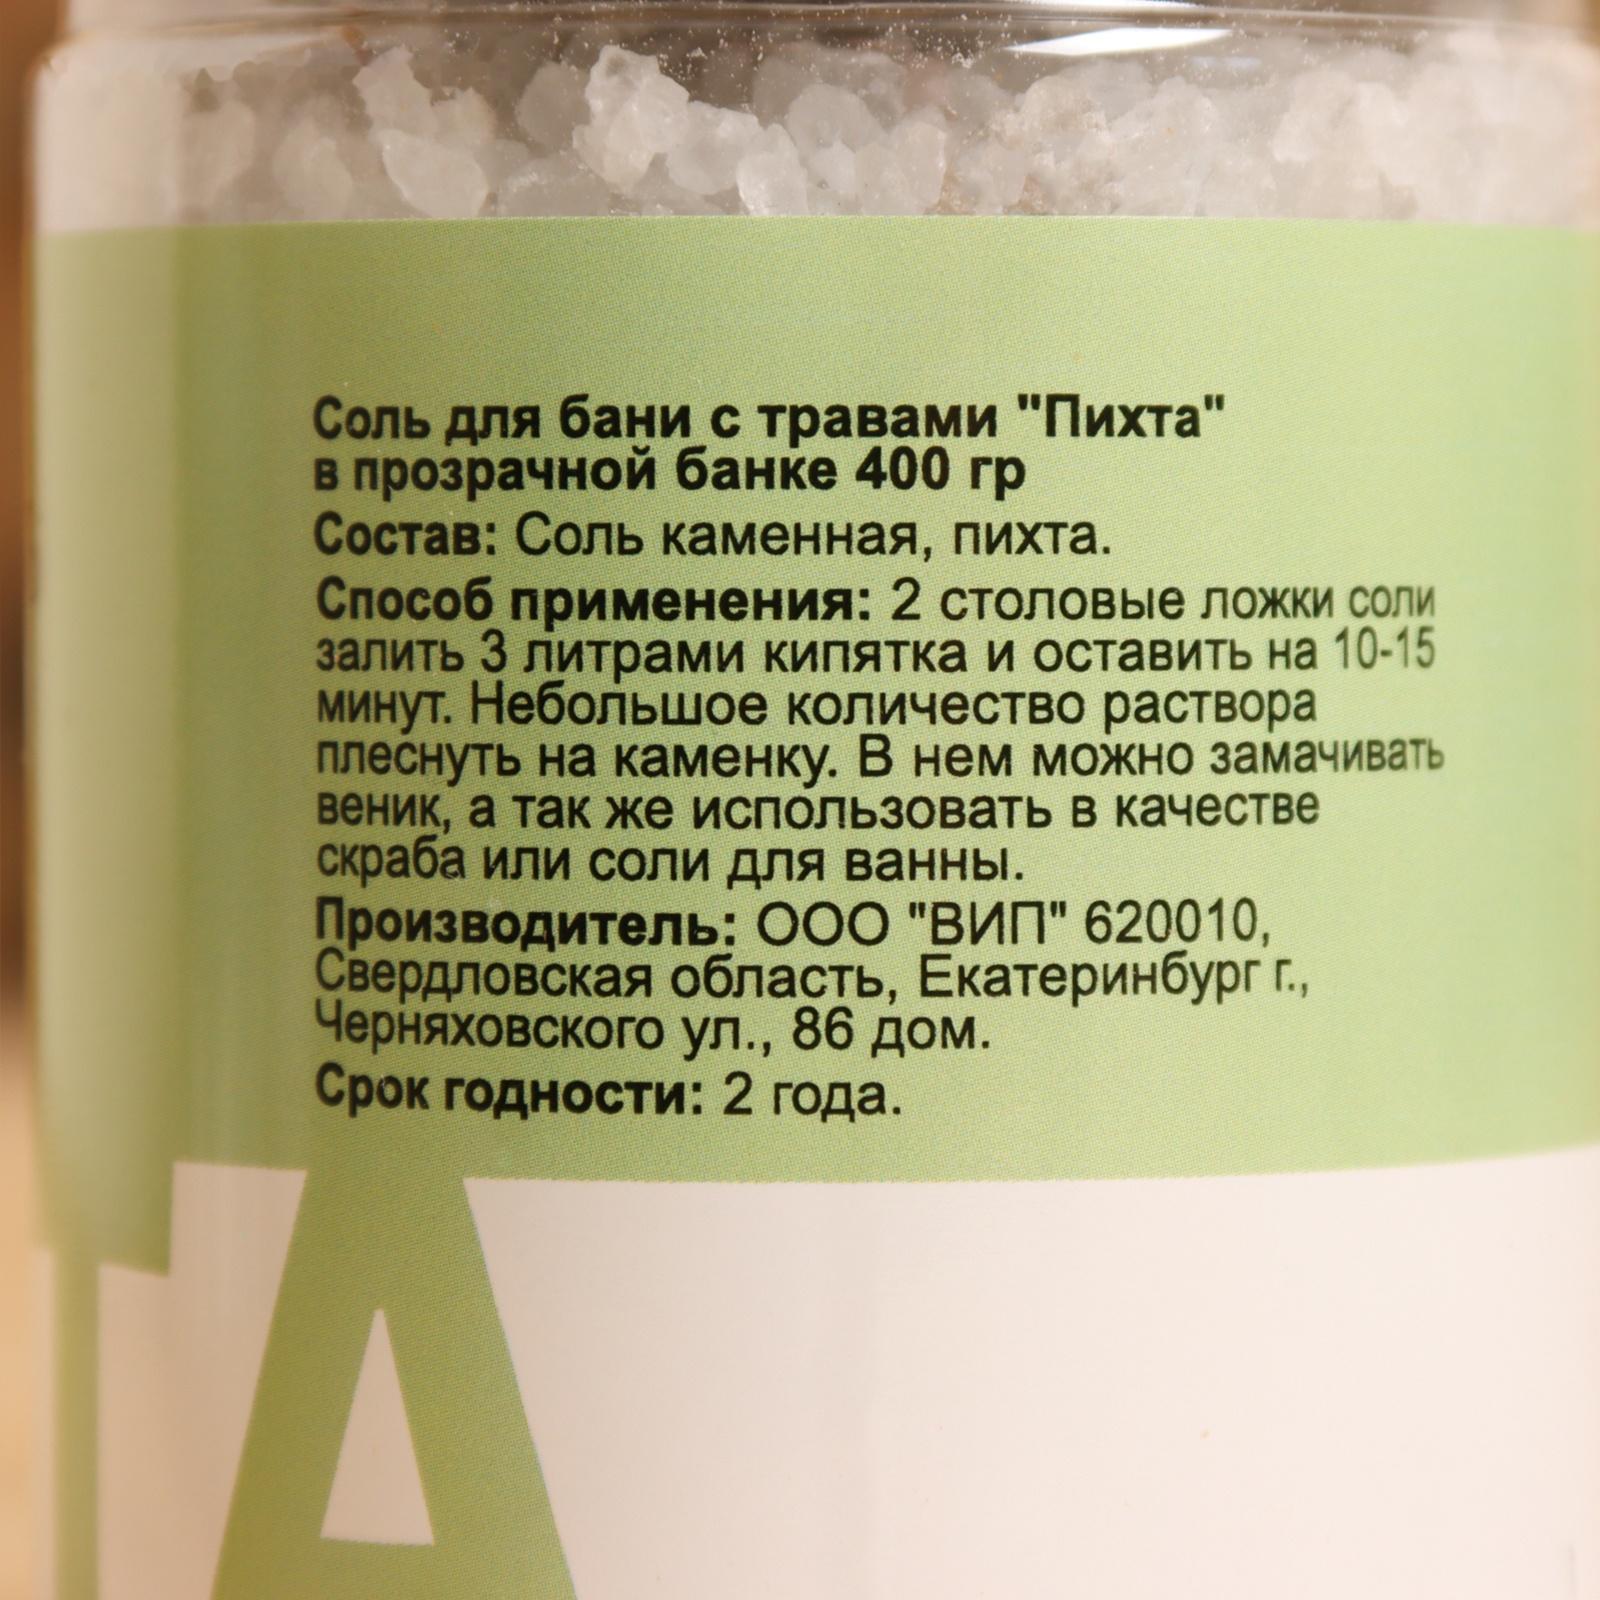 Соль для бани с травами "Пихта"
в прозрачной банке 400 гр
Состав: Соль каменная, пихта.
Способ применения: 2 столовые ложки соли
залить 3 литрами кипятка и оставить на 10-15
минут. Небольшое количество раствора
плеснуть на каменку. В нем можно замачивать
веник, а так же использовать в качестве
скраба или соли для ванны.
Производитель: ООО "ВИП" 620010,
Свердловская область, Екатеринбург г.,
Черняховского ул., 86 дом.
Срок годности: 2 года.
А